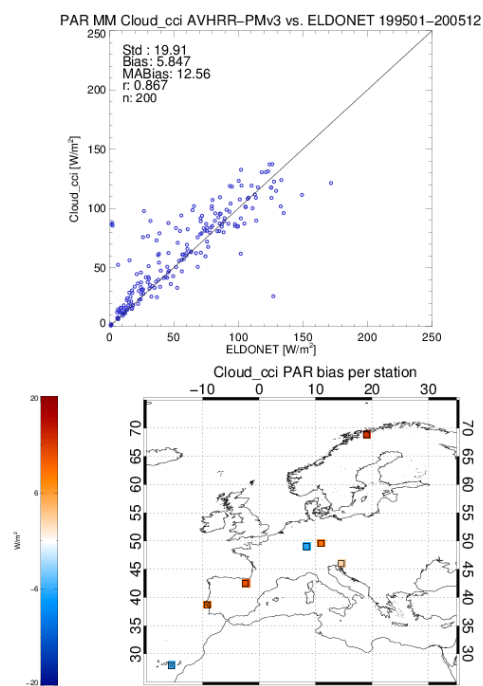 PAR MM Cloud_cci AVHRR−PMv3 vs. ELDONET 199501−200512
250
200
150
100
50
0
Std : 19.91
Bias: 5.847
MABias: 12.56
r: 0.867
n: 200
Cloud_cci [W/m²]
0 50 100 150 200 250
ELDONET [W/m²]
Cloud_cci PAR bias per station
−10 0 10 20 30
20
6
−6
−20
W/m²
70 70
65 65
60 60
55 55
50 50
45 45
40 40
35 35
30 30